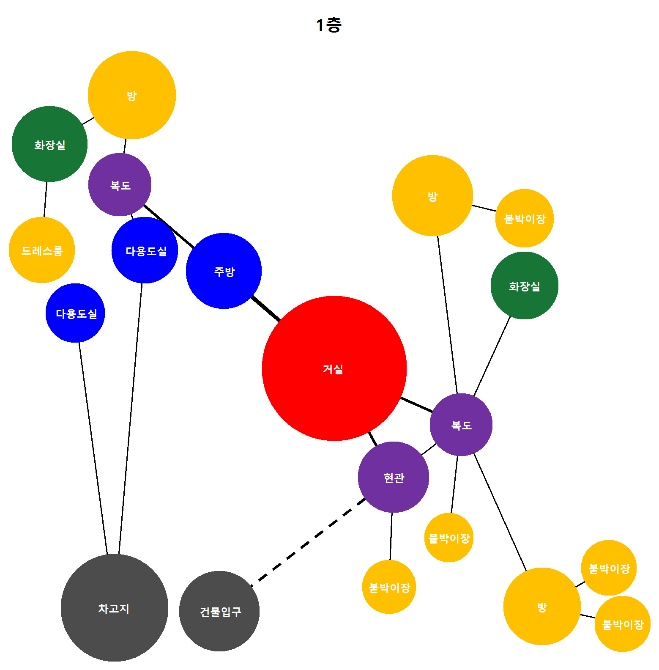 1층
방
화장실
복도
드레스룸
다용도실
다용도실
주방
거실
방
붙박이장
화장실
복도
현관
붙박이장
붙박이장
차고지
건물입구
방
붙박이장
붙박이장